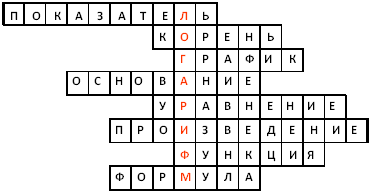 ПОКАЗАТЕЛЬ
КОРЕНЬ
ГРАФИК
ОСНОВАНИЕ
УРАВНЕНИЕ
ПРОИЗВЕДЕНИЕ
ФУНКЦИЯ
ФОРМУЛА